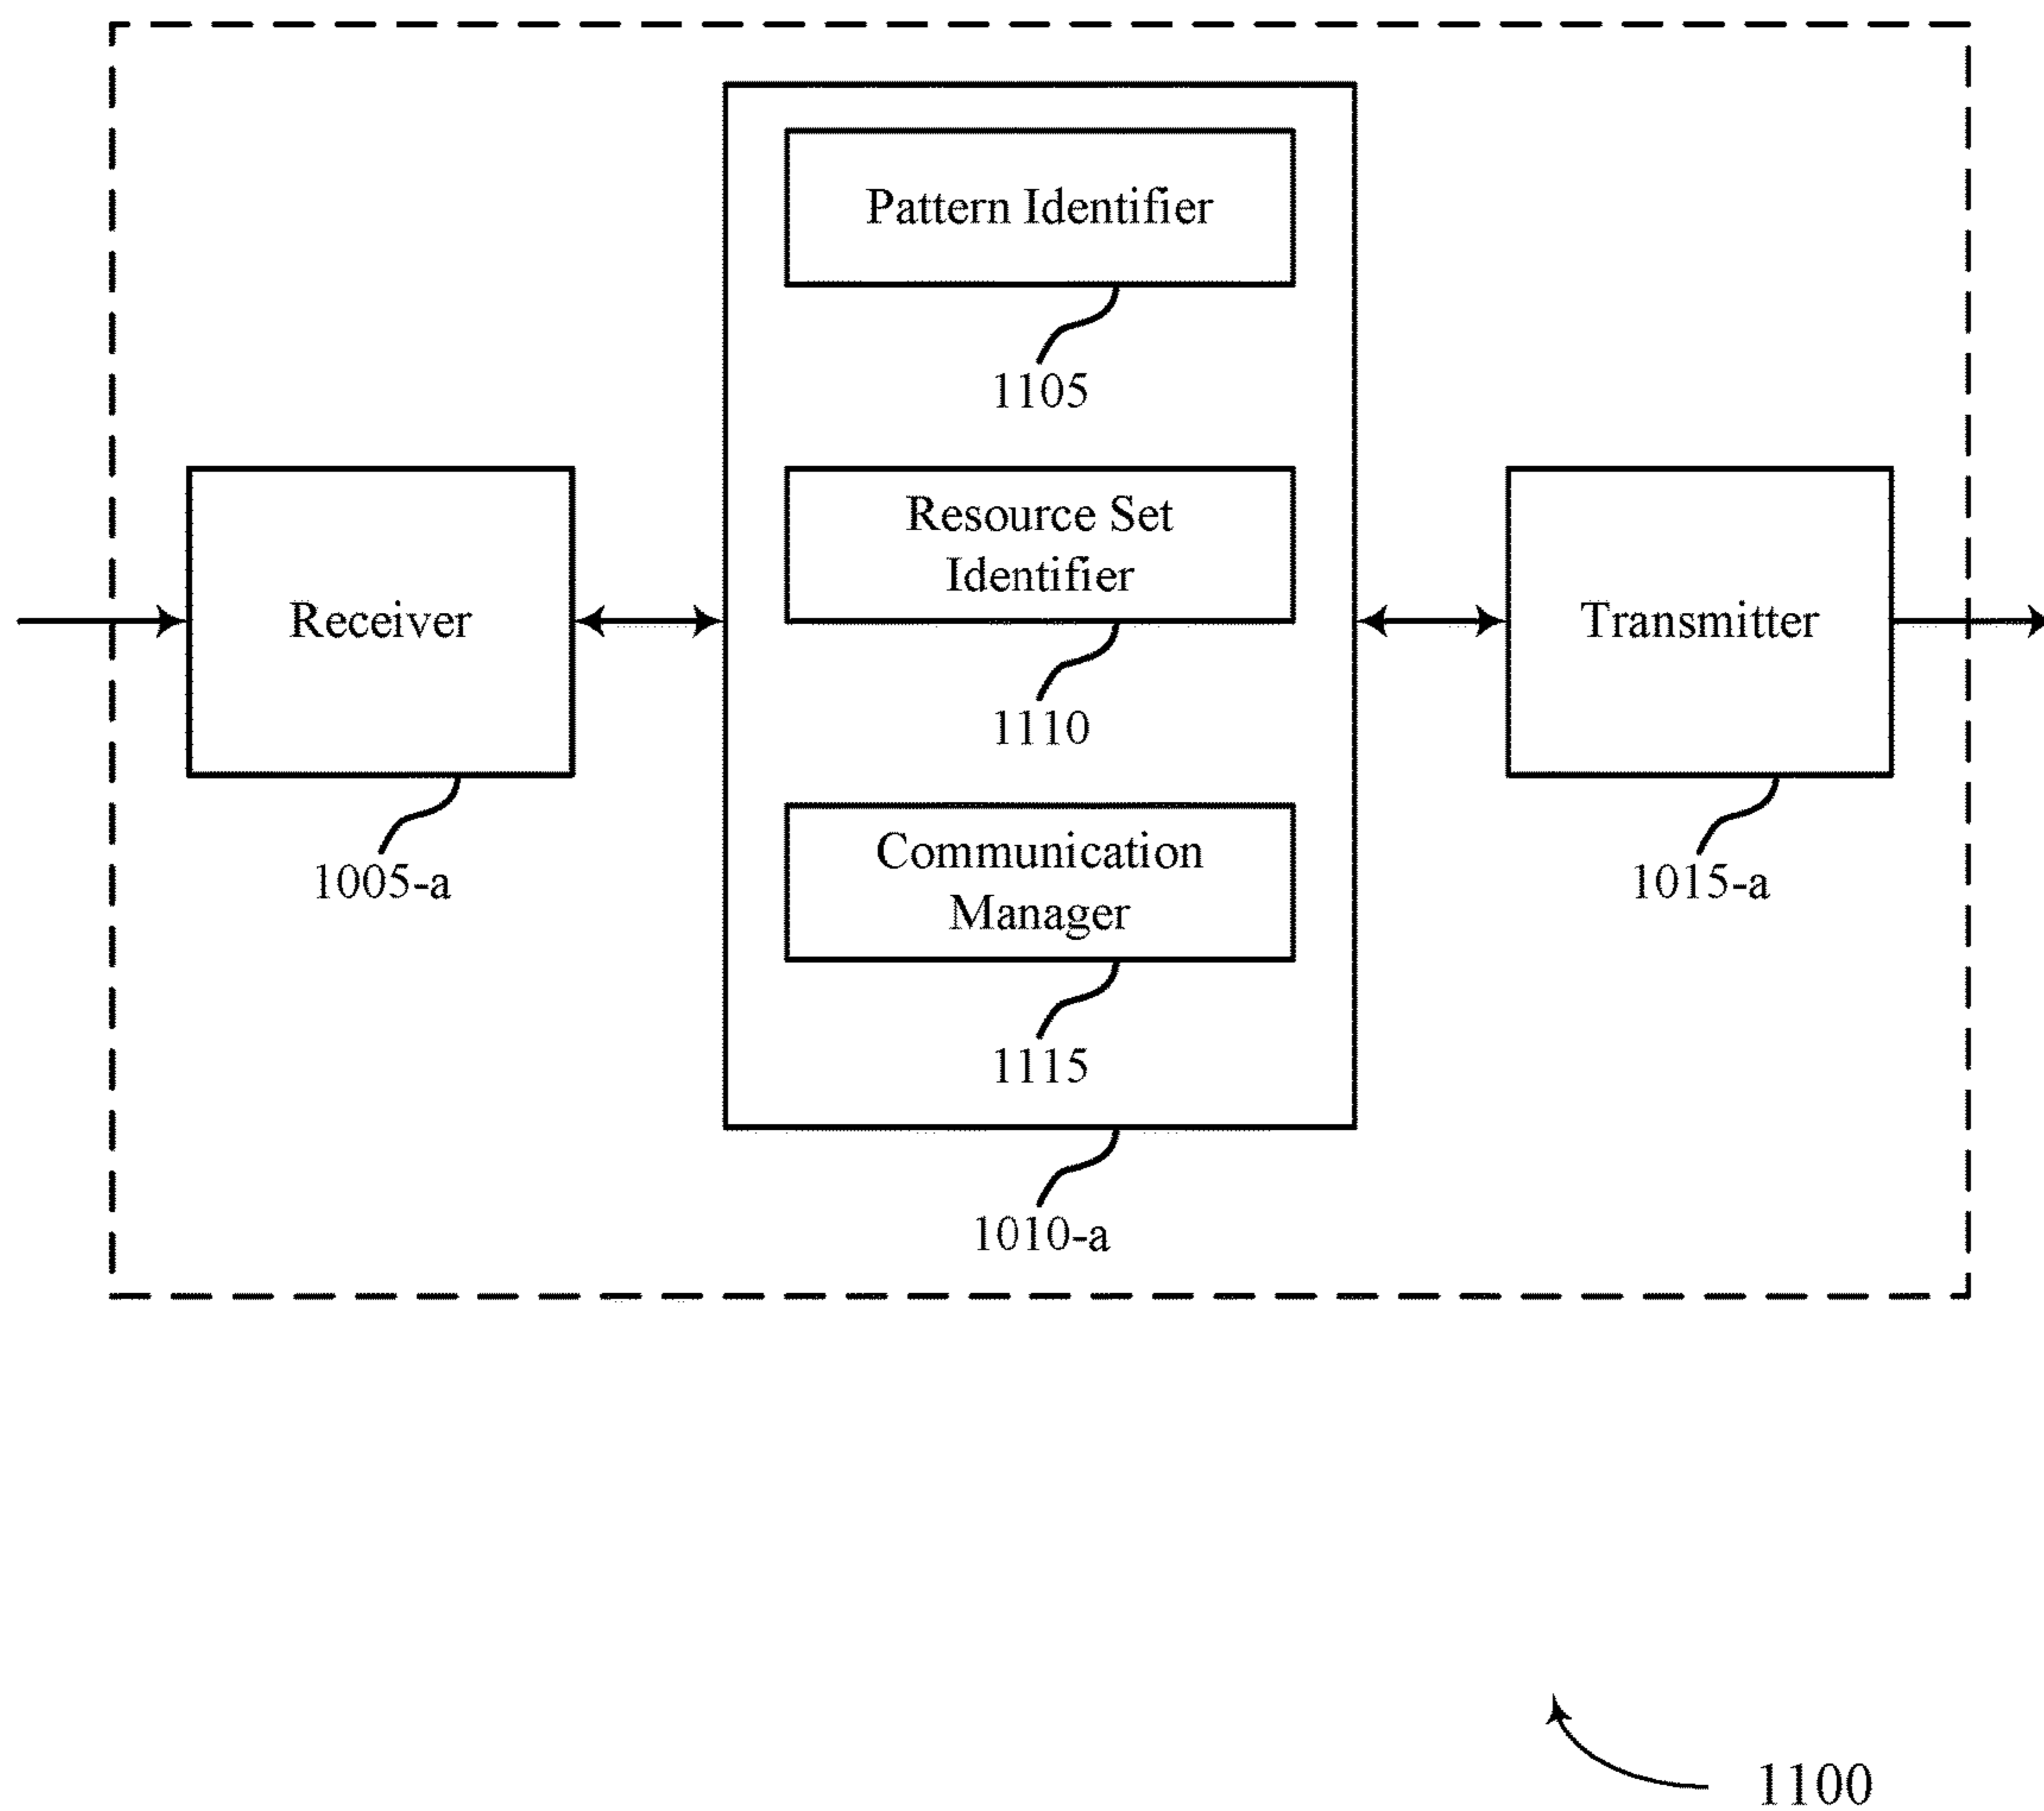 Pattern Identifier
1105
Resource Set
Identifier
1110
Receiver
1005-a
Communication
Manager
1115
1010-a
Transmitter
1015-a
1100